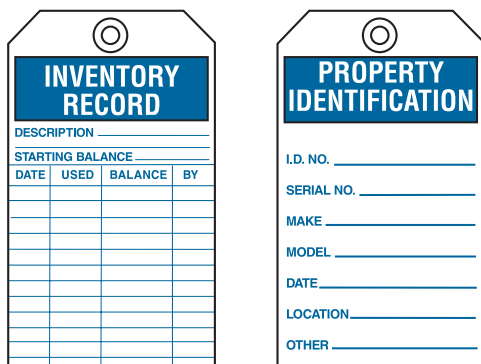 INVENTORY
RECORD
DESCRIPTION
STARTING BALANCE
DATE USED BALANCE BY
PROPERTY
IDENTIFICATION
I.D. NO.
SERIAL NO.
MAKE
MODEL
DATE
LOCATION
OTHER